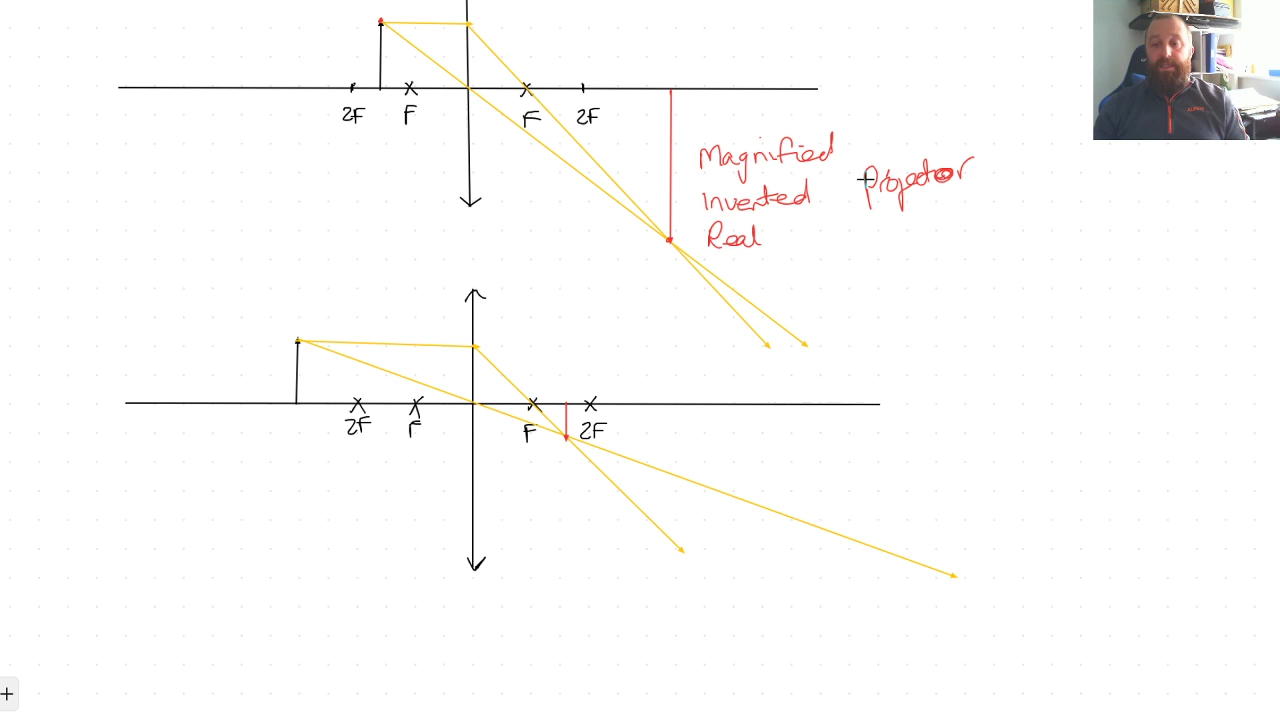 2F F F 2F
Magnified
Inverted
Real
Projector
2F F F 2F